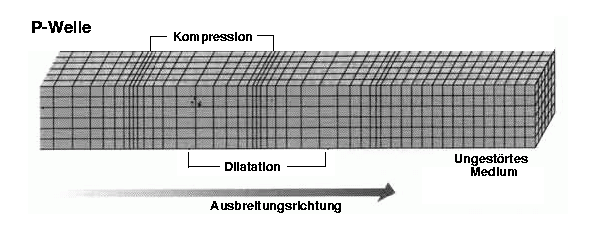 P-Welle
Kompression
Dilatation
Ungestörtes
Medium
Ausbreitungsrichtung